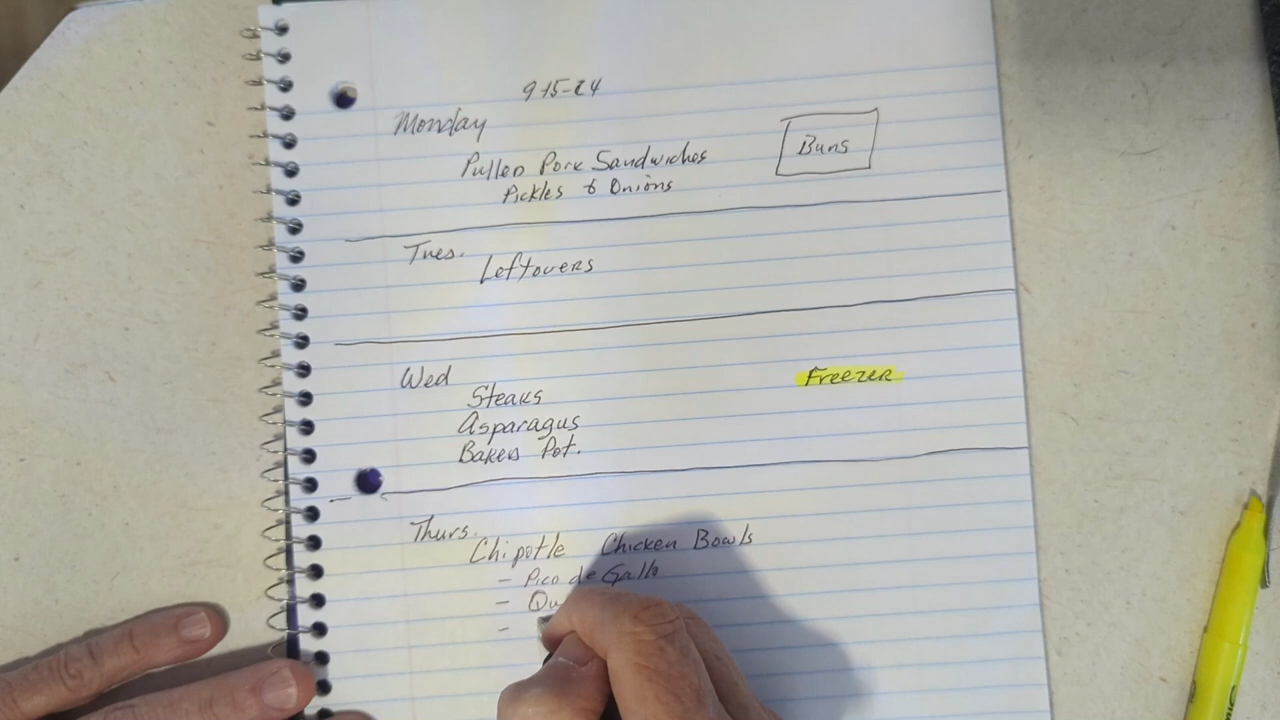 9-15-24
Monday
Buns
Pulled Pork Sandwiches
Pickles & Onions
Tues.
Leftovers
Wed
Freezer
Steaks
Asparagus
Baked Pot.
Thurs.
Chipotle Chicken Bowls
- Pico de Gallo
- Qu
-